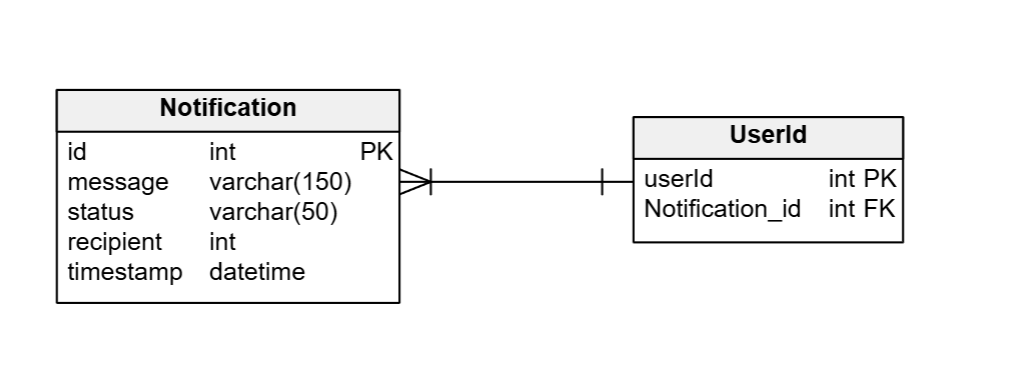 Notification
id int PK
message varchar(150)
status varchar(50)
recipient int
timestamp datetime
UserId
userId int PK
Notification_id int FK